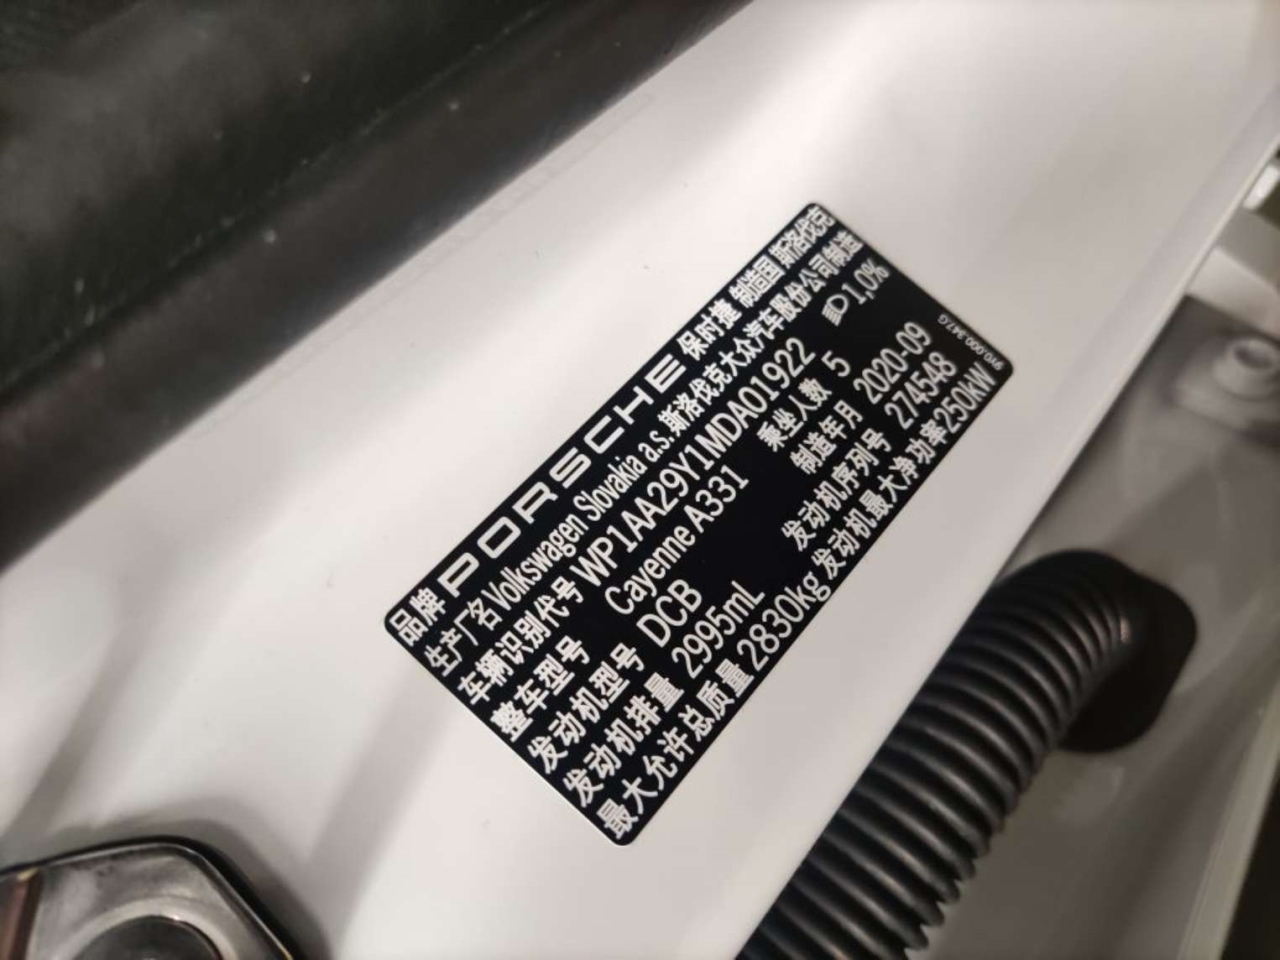 品牌 PORSCHE 保时捷 制造国 斯洛伐克
生产厂名 Volkswagen Slovakia a.s.斯洛伐克大众汽车股份公司制造
车辆识别代号 WP1AA29Y1MDA01922 1,0%
整车型号 Cayenne A331 乘坐人数 5
发动机型号 DCB 制造年月 2020-09
发动机排量 2995mL 发动机序列号 274548
最大允许总质量 2830kg 发动机最大净功率250kW
9Y0.000.347.G